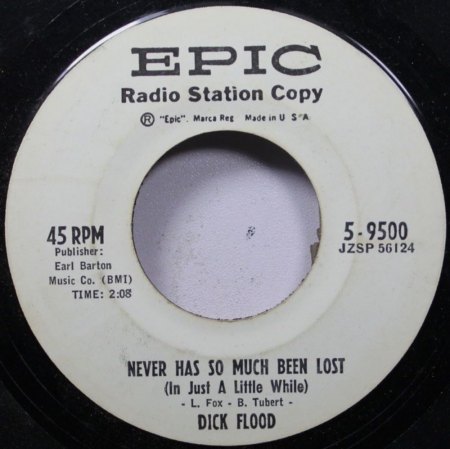 EPIC
Radio Station Copy
® "Epic". Marca Reg Made in U S A
45 RPM
Publisher:
Earl Barton
Music Co. (BMI)
TIME: 2:08
5-9500
JZSP 56124
NEVER HAS SO MUCH BEEN LOST
(In Just A Little While)
- L. Fox - B. Tubert -
DICK FLOOD